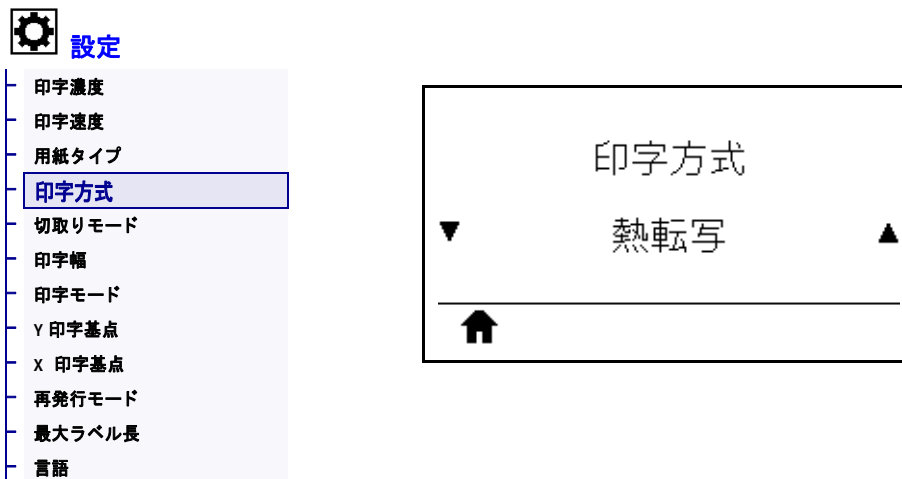 設定
印字濃度
印字速度
用紙タイプ
印字方式
切取りモード
印字幅
印字モード
Y 印字基点
X 印字基点
再発行モード
最大ラベル長
言語
印字方式
▼ 熱転写 ▲